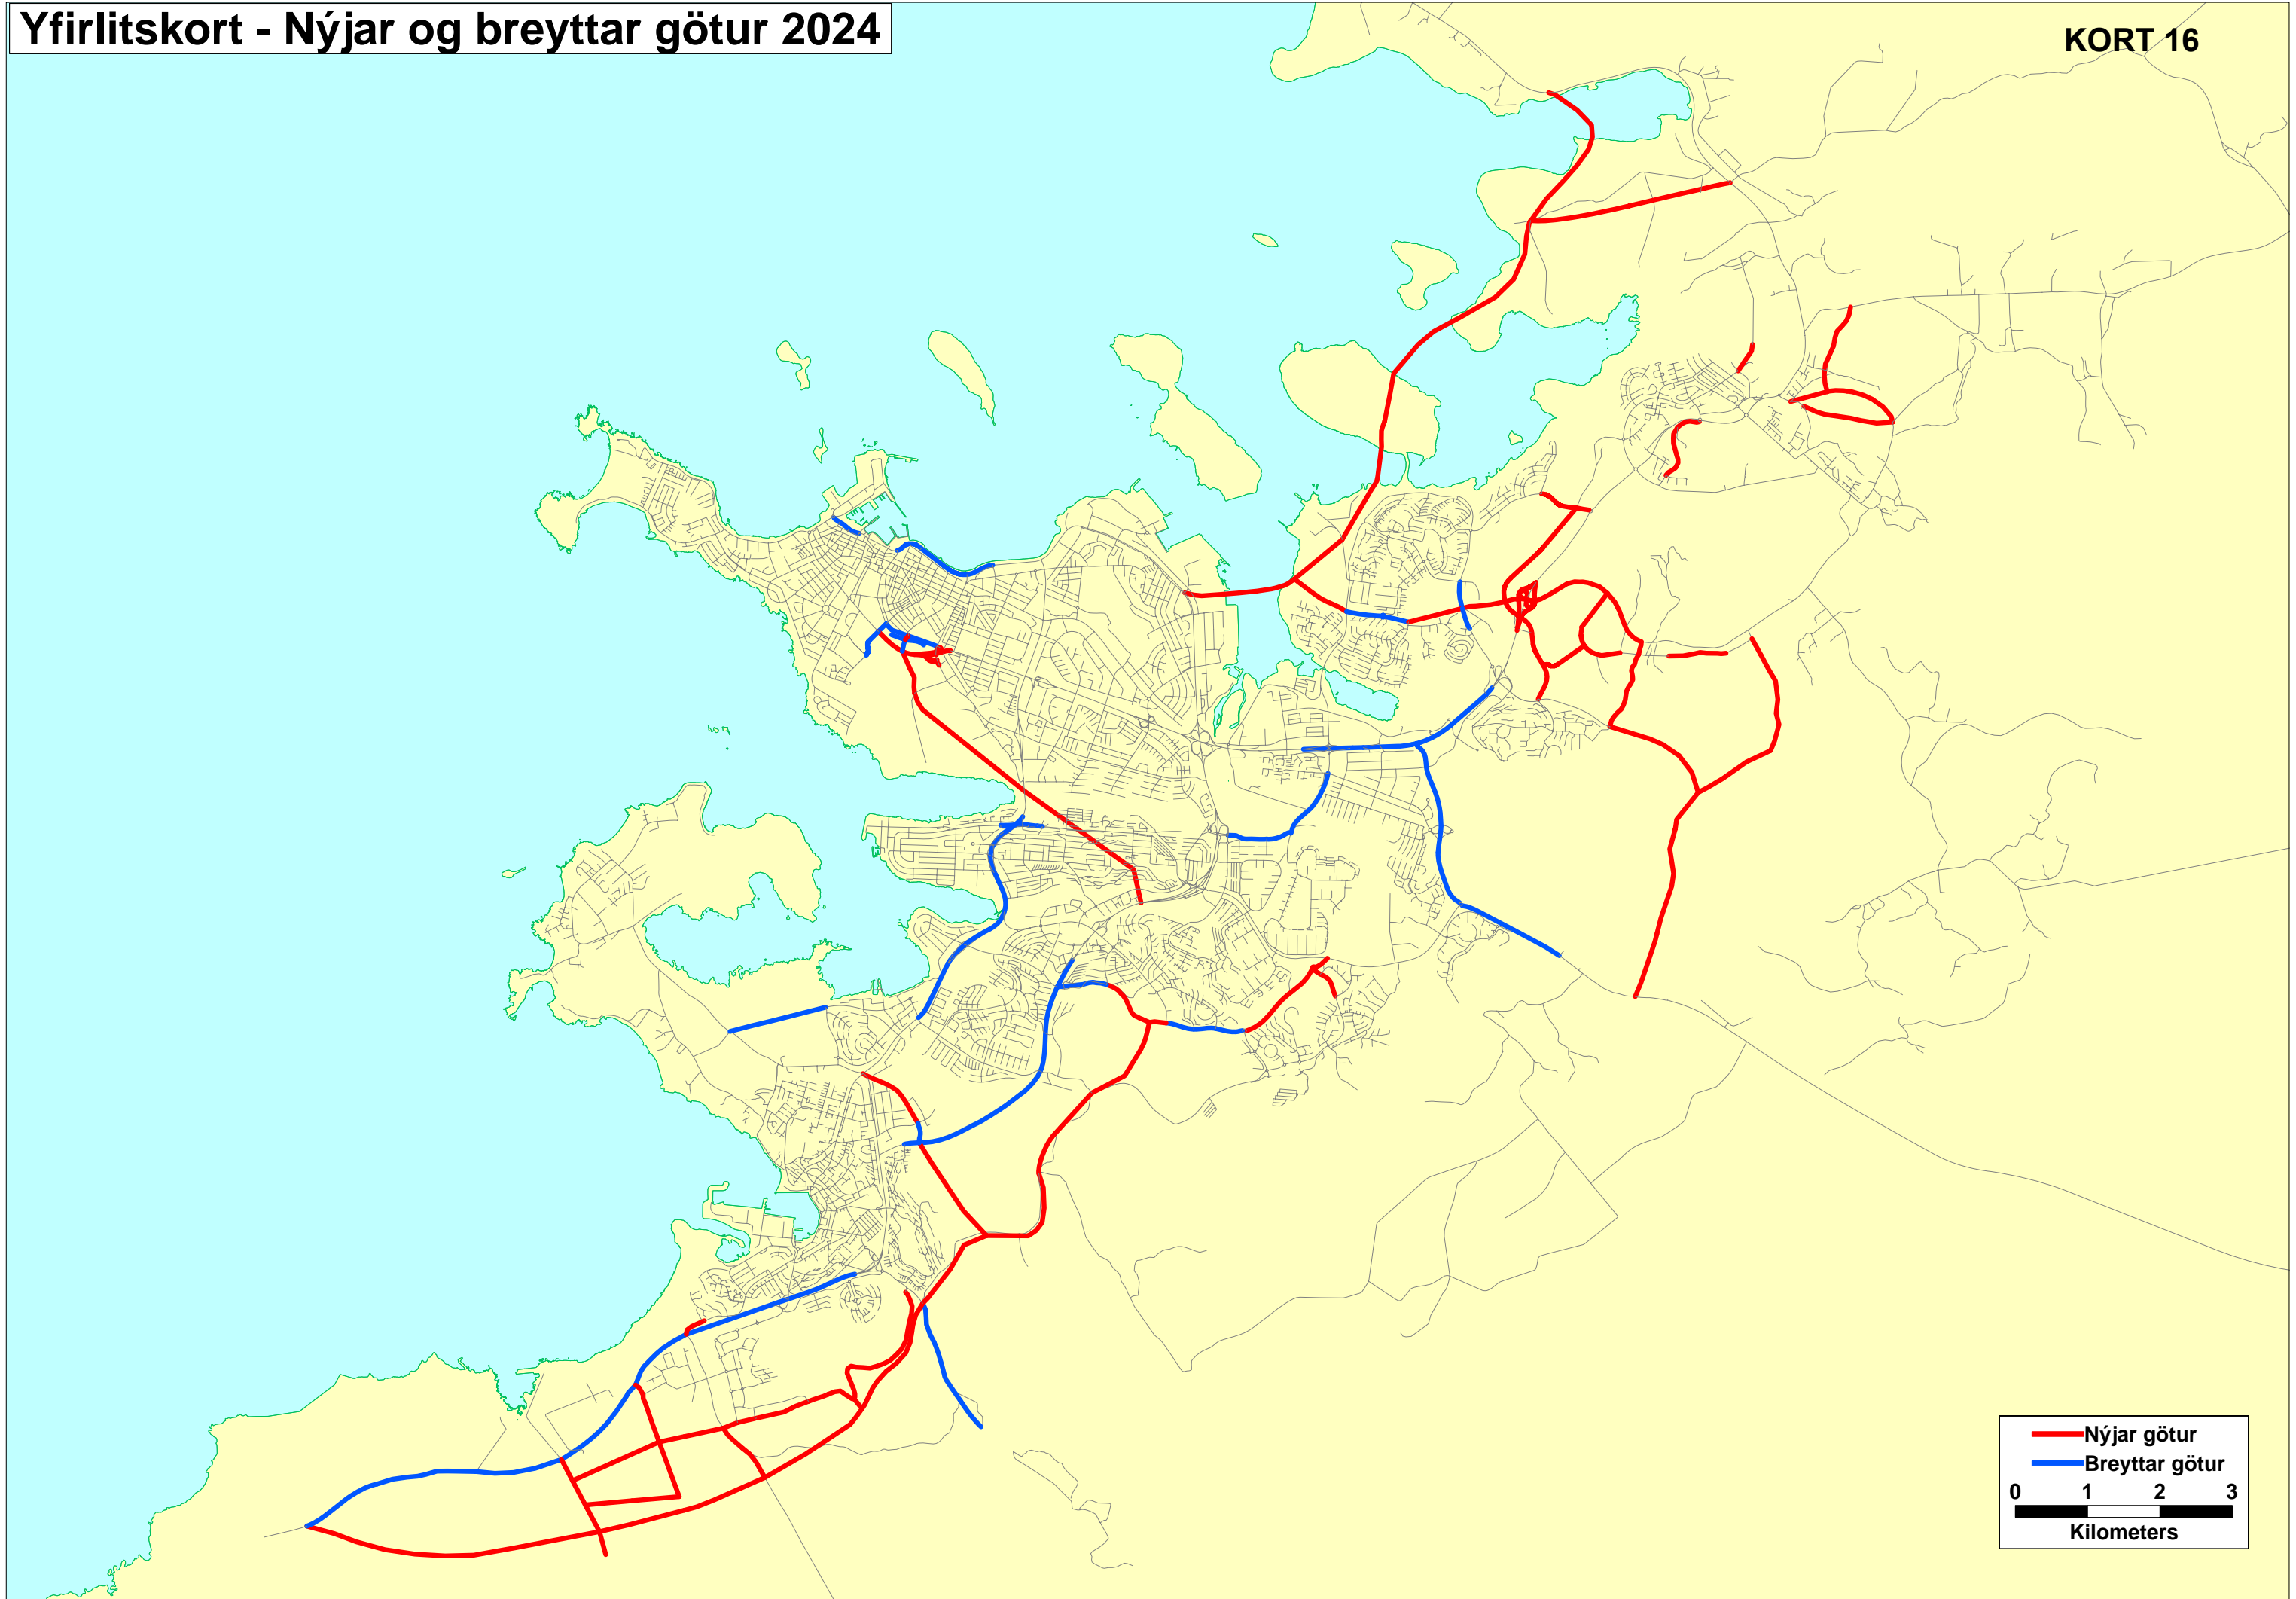 Yfirlitskort - Nýjar og breyttar götur 2024
KORT 16
Nýjar götur
Breyttar götur
0 1 2 3
Kilometers